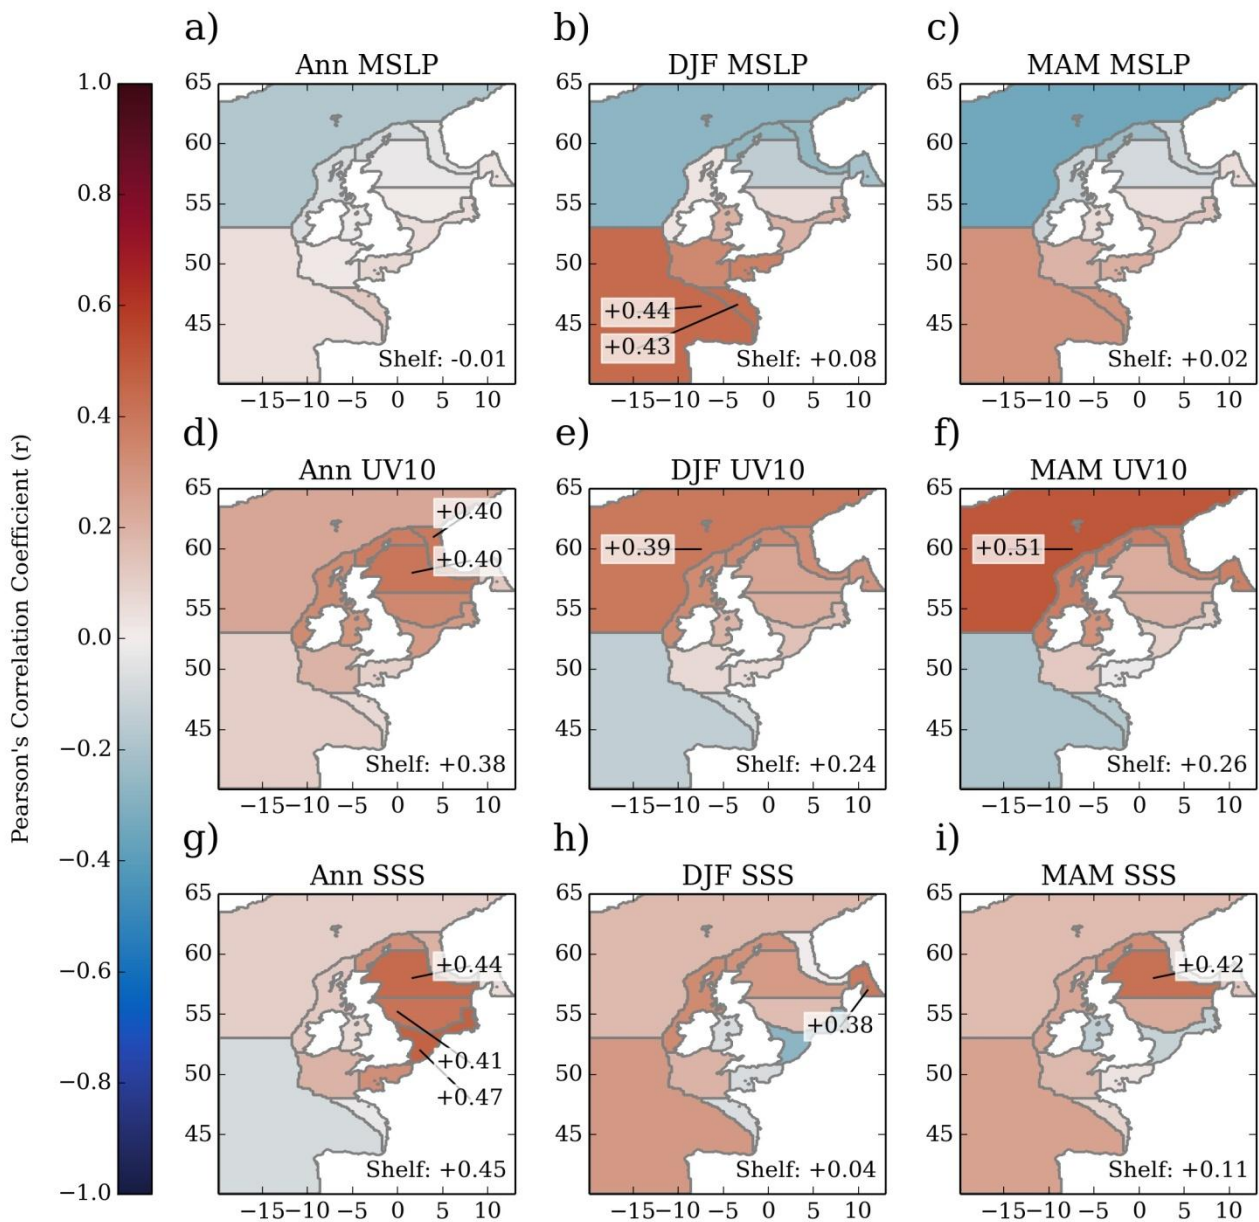 a) b) c)
Ann MSLP DJF MSLP MAM MSLP
Pearson's Correlation Coefficient (r)
1.0
0.8
0.6
0.4
0.2
0.0
−0.2
−0.4
−0.6
−0.8
−1.0
65 65 65
60 60 60
55 55 55
50 50 50
45 45 45
+0.44
+0.43
Shelf: -0.01 Shelf: +0.08 Shelf: +0.02
−15 −10 −5 0 5 10 −15 −10 −5 0 5 10 −15 −10 −5 0 5 10
d) e) f)
Ann UV10 DJF UV10 MAM UV10
65 65 65
+0.40
60 +0.40 60 +0.39 60 +0.51
55 55 55
50 50 50
45 45 45
Shelf: +0.38 Shelf: +0.24 Shelf: +0.26
−15 −10 −5 0 5 10 −15 −10 −5 0 5 10 −15 −10 −5 0 5 10
g) h) i)
Ann SSS DJF SSS MAM SSS
65 65 65
60 +0.44 60 60 +0.42
55 55 +0.38 55
+0.41
50 +0.47 50 50
45 45 45
Shelf: +0.45 Shelf: +0.04 Shelf: +0.11
−15 −10 −5 0 5 10 −15 −10 −5 0 5 10 −15 −10 −5 0 5 10